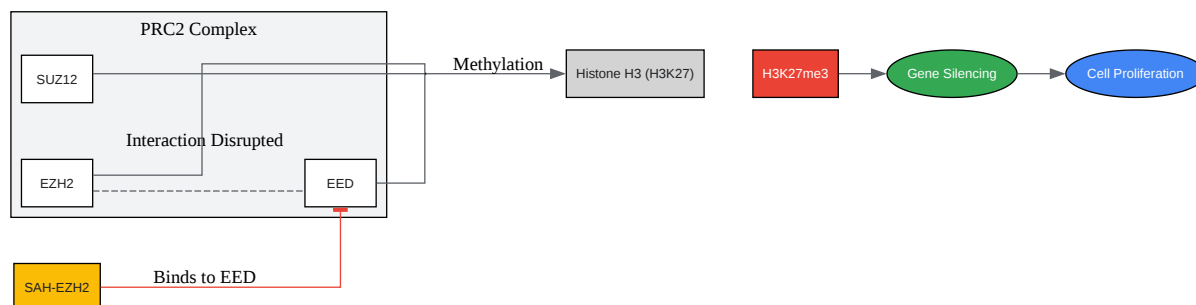 PRC2 Complex
SUZ12
Methylation
Histone H3 (H3K27)
H3K27me3
Gene Silencing
Cell Proliferation
Interaction Disrupted
EZH2
EED
Binds to EED
SAH-EZH2